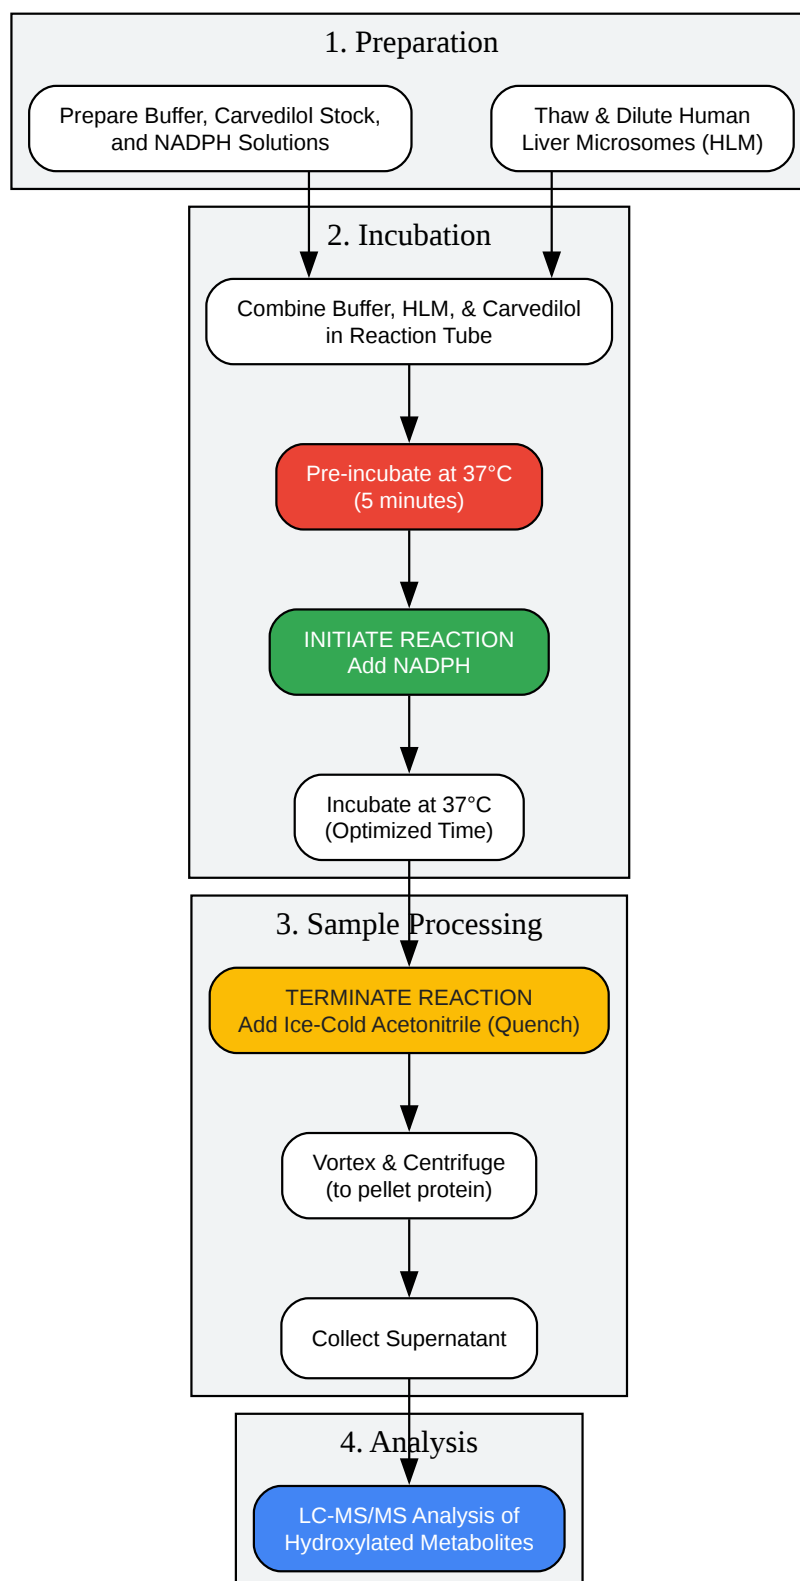 1. Preparation
Prepare Buffer, Carvedilol Stock,
and NADPH Solutions
Thaw & Dilute Human
Liver Microsomes (HLM)
2. Incubation
Combine Buffer, HLM, & Carvedilol
in Reaction Tube
Pre-incubate at 37°C
(5 minutes)
INITIATE REACTION
Add NADPH
Incubate at 37°C
(Optimized Time)
3. Sample Processing
TERMINATE REACTION
Add Ice-Cold Acetonitrile (Quench)
Vortex & Centrifuge
(to pellet protein)
Collect Supernatant
4. Analysis
LC-MS/MS Analysis of
Hydroxylated Metabolites